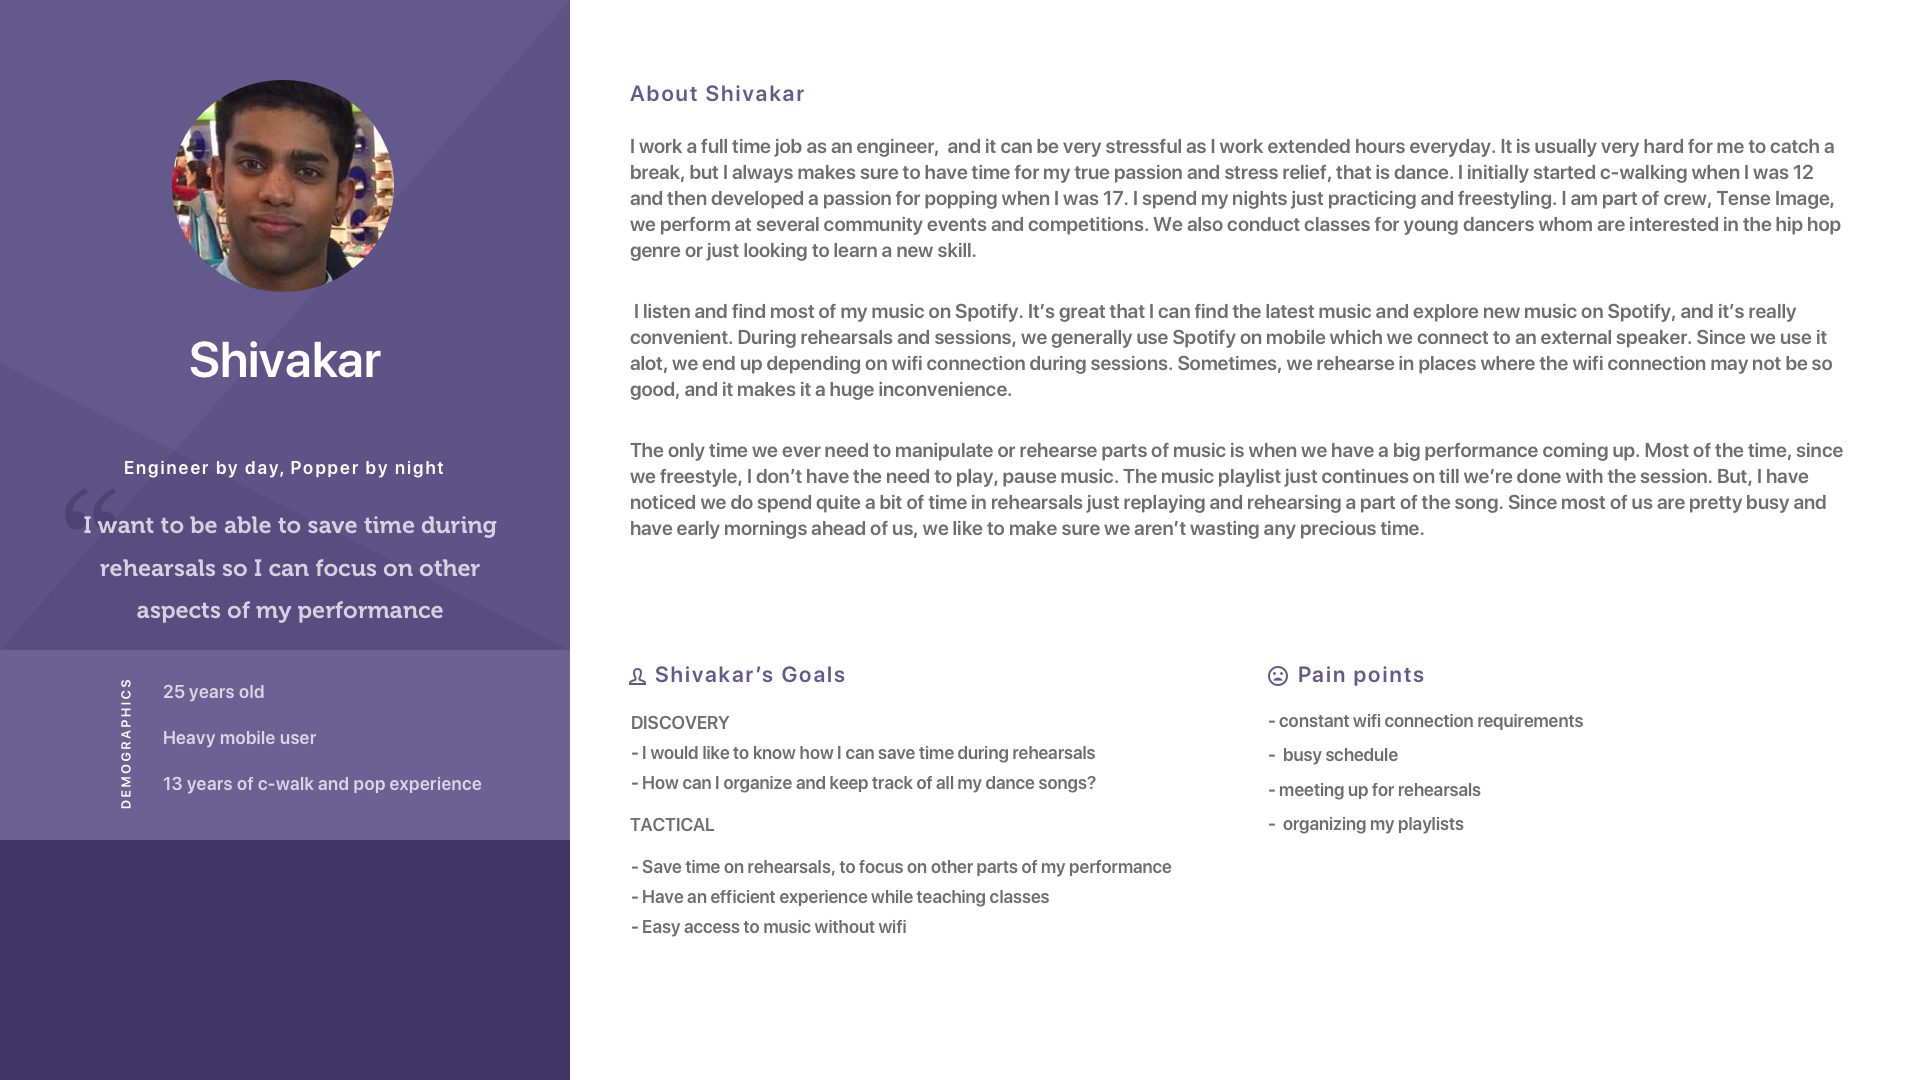 Shivakar
Engineer by day, Popper by night
“
I want to be able to save time during
rehearsals so I can focus on other
aspects of my performance
DEMOGRAPHICS
25 years old
Heavy mobile user
13 years of c-walk and pop experience
About Shivakar
I work a full time job as an engineer,  and it can be very stressful as I work extended hours everyday. It is usually very hard for me to catch a
break, but I always makes sure to have time for my true passion and stress relief, that is dance. I initially started c-walking when I was 12
and then developed a passion for popping when I was 17. I spend my nights just practicing and freestyling. I am part of crew, Tense Image,
we perform at several community events and competitions. We also conduct classes for young dancers whom are interested in the hip hop
genre or just looking to learn a new skill.
I listen and find most of my music on Spotify. It’s great that I can find the latest music and explore new music on Spotify, and it’s really
convenient. During rehearsals and sessions, we generally use Spotify on mobile which we connect to an external speaker. Since we use it
alot, we end up depending on wifi connection during sessions. Sometimes, we rehearse in places where the wifi connection may not be so
good, and it makes it a huge inconvenience.
The only time we ever need to manipulate or rehearse parts of music is when we have a big performance coming up. Most of the time, since
we freestyle, I don’t have the need to play, pause music. The music playlist just continues on till we’re done with the session. But, I have
noticed we do spend quite a bit of time in rehearsals just replaying and rehearsing a part of the song. Since most of us are pretty busy and
have early mornings ahead of us, we like to make sure we aren’t wasting any precious time.
Shivakar’s Goals
DISCOVERY
- I would like to know how I can save time during rehearsals
- How can I organize and keep track of all my dance songs?
TACTICAL
- Save time on rehearsals, to focus on other parts of my performance
- Have an efficient experience while teaching classes
- Easy access to music without wifi
Pain points
- constant wifi connection requirements
-  busy schedule
- meeting up for rehearsals
-  organizing my playlists